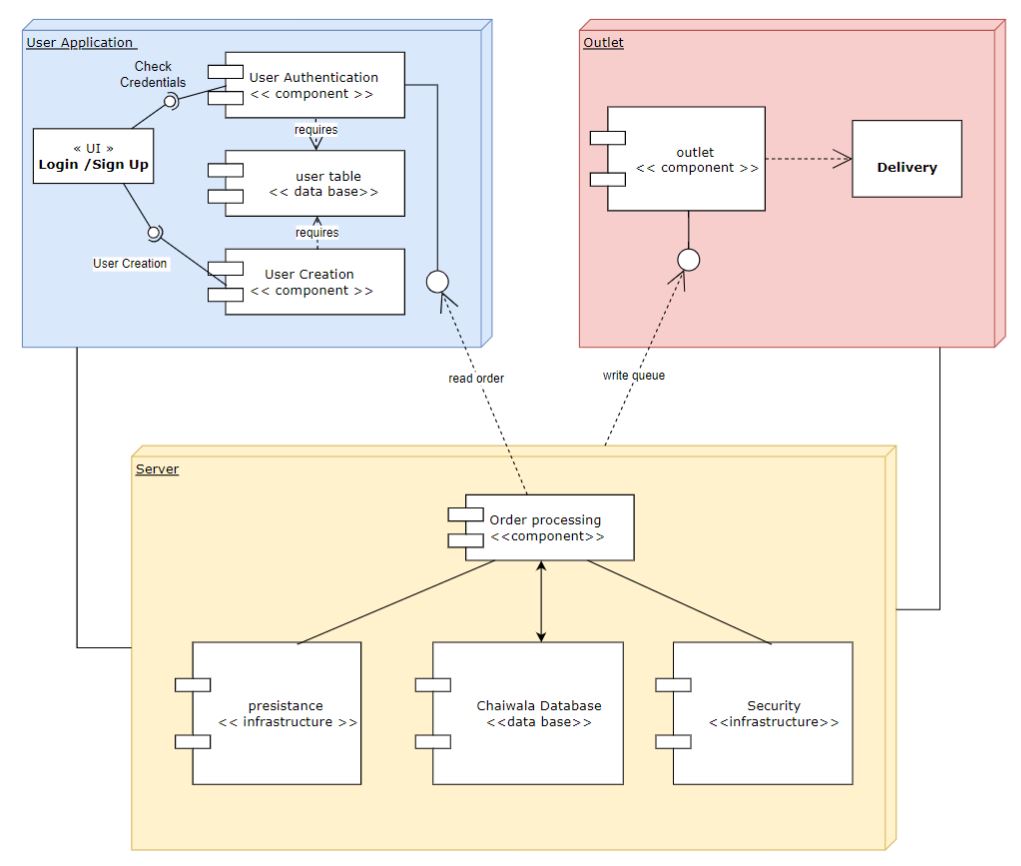 User Application
Check
Credentials
User Authentication
<< component >>
requires
« UI »
Login /Sign Up
user table
<< data base>>
requires
User Creation
User Creation
<< component >>
Outlet
outlet
<< component >>
Delivery
read order
write queue
Server
Order processing
<<component>>
presistance
<< infrastructure >>
Chaiwala Database
<<data base>>
Security
<<infrastructure>>